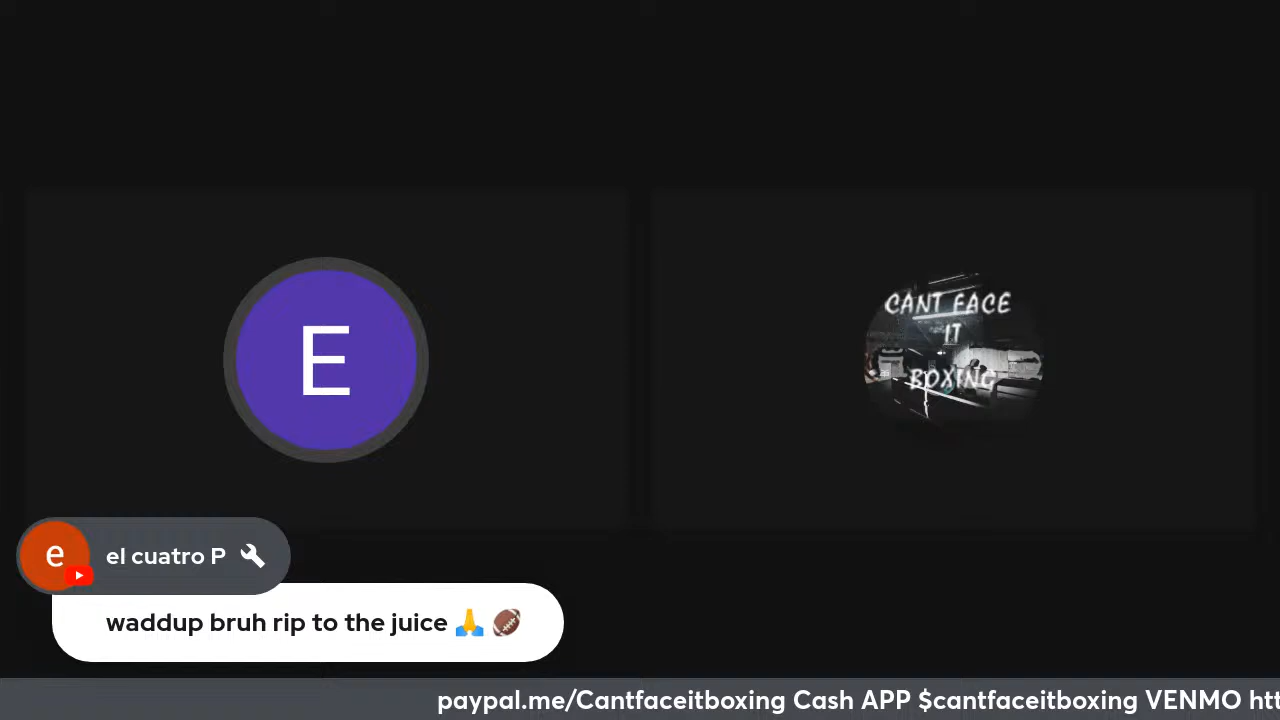 E
CANT FACE
IT
BOXING
e
el cuatro P
waddup bruh rip to the juice 🙏 🏈
paypal.me/Cantfaceitboxing Cash APP $cantfaceitboxing VENMO htt